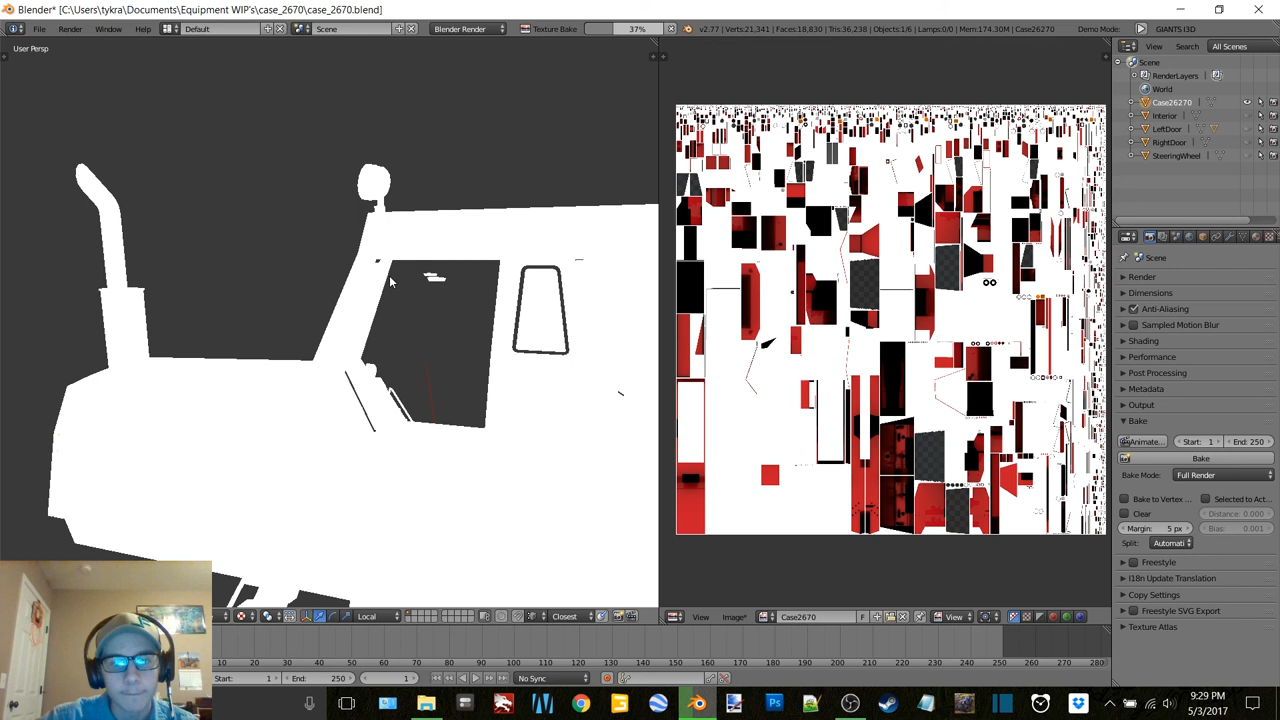 Blender* [C:\Users\tykra\Documents\Equipment WIP's\case_2670\case_2670.blend]
File Render Window Help Default Scene Blender Render Texture Bake 37% v2.77 | Verts:21,341 | Faces:18,830 | Tris:36,238 | Objects:1/6 | Lamps:0/0 | Mem:174.30M | Case26270 Demo Mode: GIANTS I3D
User Persp
View Search All Scenes
Scene
RenderLayers
World
Case26270
Interior
LeftDoor
RightDoor
SteeringWheel
Scene
Render
Dimensions
Anti-Aliasing
Sampled Motion Blur
Shading
Performance
Post Processing
Metadata
Output
Bake
Animate... Start: 1 End: 250
Bake
Bake Mode: Full Render
Bake to Vertex ... Selected to Act...
Clear Distance: 0.000
Margin: 5 px Bias: 0.001
Split: Automati
Freestyle
I18n Update Translation
Copy Settings
Freestyle SVG Export
Texture Atlas
Local Closest View Image* Case2670 F View
10 20 30 40 50 60 70 80 90 100 110 120 130 140 150 160 170 180 190 200 210 220 230 240 250 260 270 280
Start: 1 End: 250 1 No Sync
9:29 PM
5/3/2017